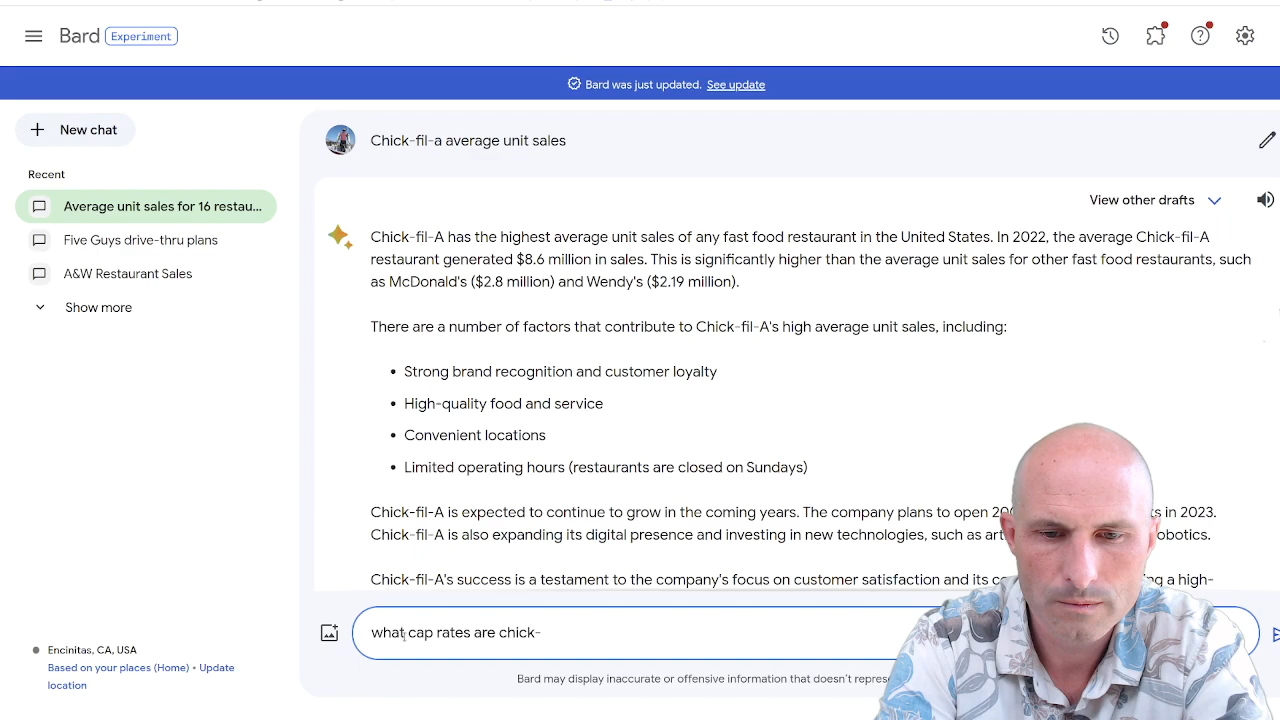 Bard Experiment
Bard was just updated. See update
New chat
Chick-fil-a average unit sales
Recent
Average unit sales for 16 restau...
Five Guys drive-thru plans
A&W Restaurant Sales
Show more
View other drafts
Chick-fil-A has the highest average unit sales of any fast food restaurant in the United States. In 2022, the average Chick-fil-A
restaurant generated $8.6 million in sales. This is significantly higher than the average unit sales for other fast food restaurants, such
as McDonald's ($2.8 million) and Wendy's ($2.19 million).
There are a number of factors that contribute to Chick-fil-A's high average unit sales, including:
• Strong brand recognition and customer loyalty
• High-quality food and service
• Convenient locations
• Limited operating hours (restaurants are closed on Sundays)
Chick-fil-A is expected to continue to grow in the coming years. The company plans to open in 2023.
Chick-fil-A is also expanding its digital presence and investing in new technologies, such as
Chick-fil-A's success is a testament to the company's focus on customer satisfaction and its a high-
what cap rates are chick-
Encinitas, CA, USA
Based on your places (Home) • Update
location
Bard may display inaccurate or offensive information that doesn't